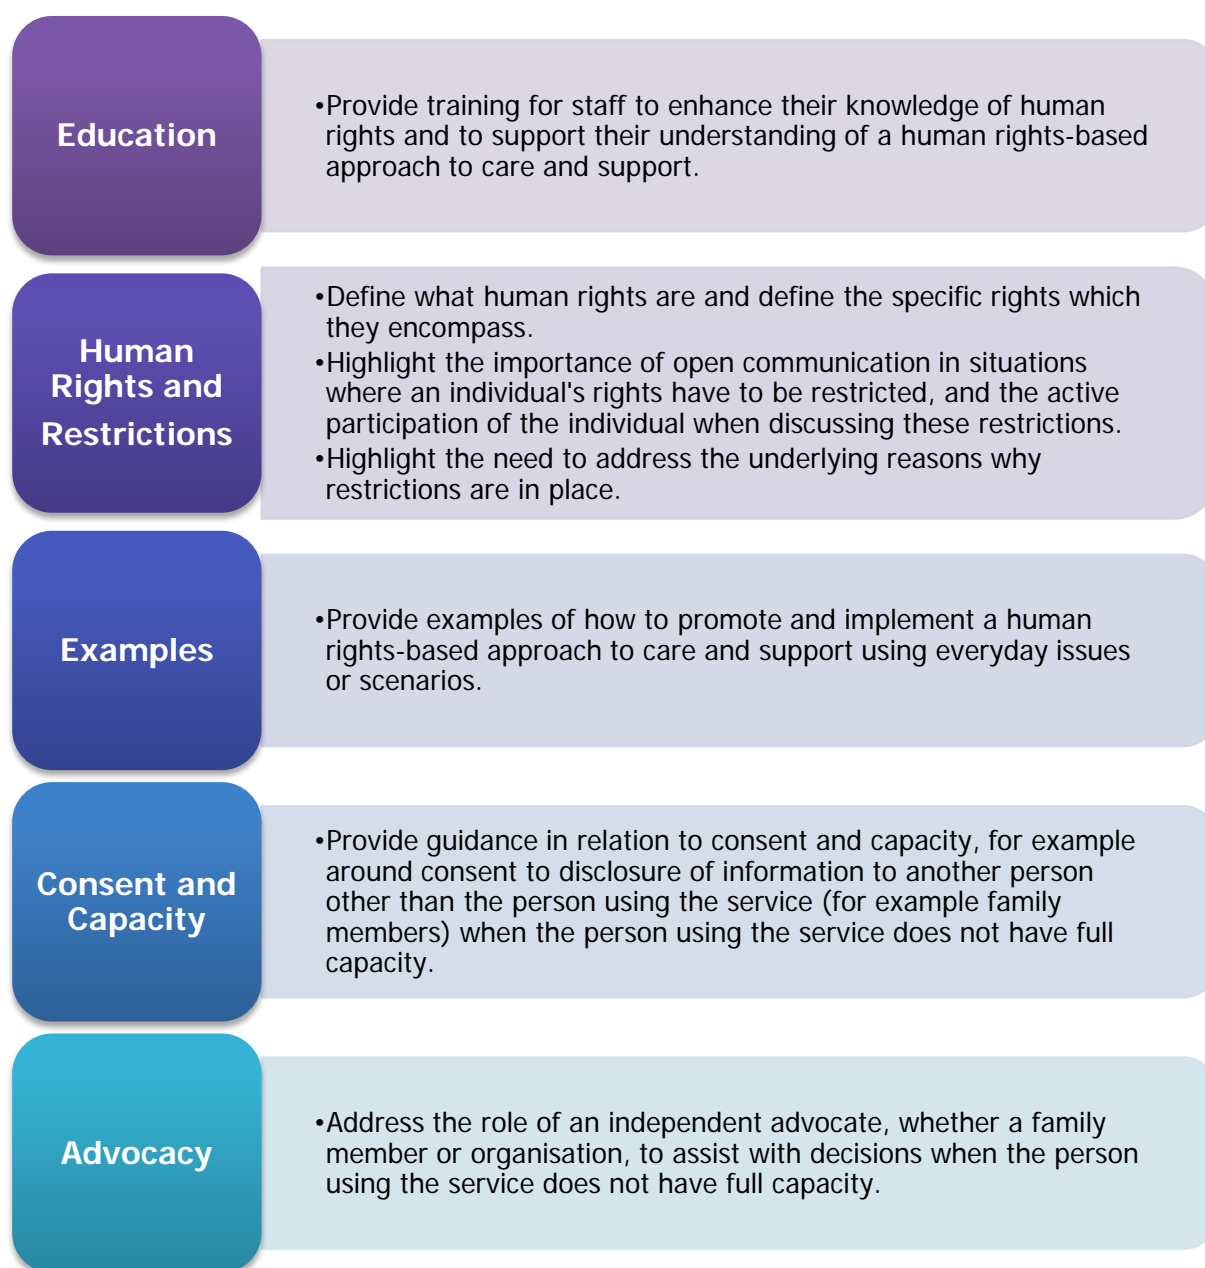 Education
•Provide training for staff to enhance their knowledge of human
rights and to support their understanding of a human rights-based
approach to care and support.
Human
Rights and
Restrictions
•Define what human rights are and define the specific rights which
they encompass.
•Highlight the importance of open communication in situations
where an individual's rights have to be restricted, and the active
participation of the individual when discussing these restrictions.
•Highlight the need to address the underlying reasons why
restrictions are in place.
Examples
•Provide examples of how to promote and implement a human
rights-based approach to care and support using everyday issues
or scenarios.
Consent and
Capacity
•Provide guidance in relation to consent and capacity, for example
around consent to disclosure of information to another person
other than the person using the service (for example family
members) when the person using the service does not have full
capacity.
Advocacy
•Address the role of an independent advocate, whether a family
member or organisation, to assist with decisions when the person
using the service does not have full capacity.